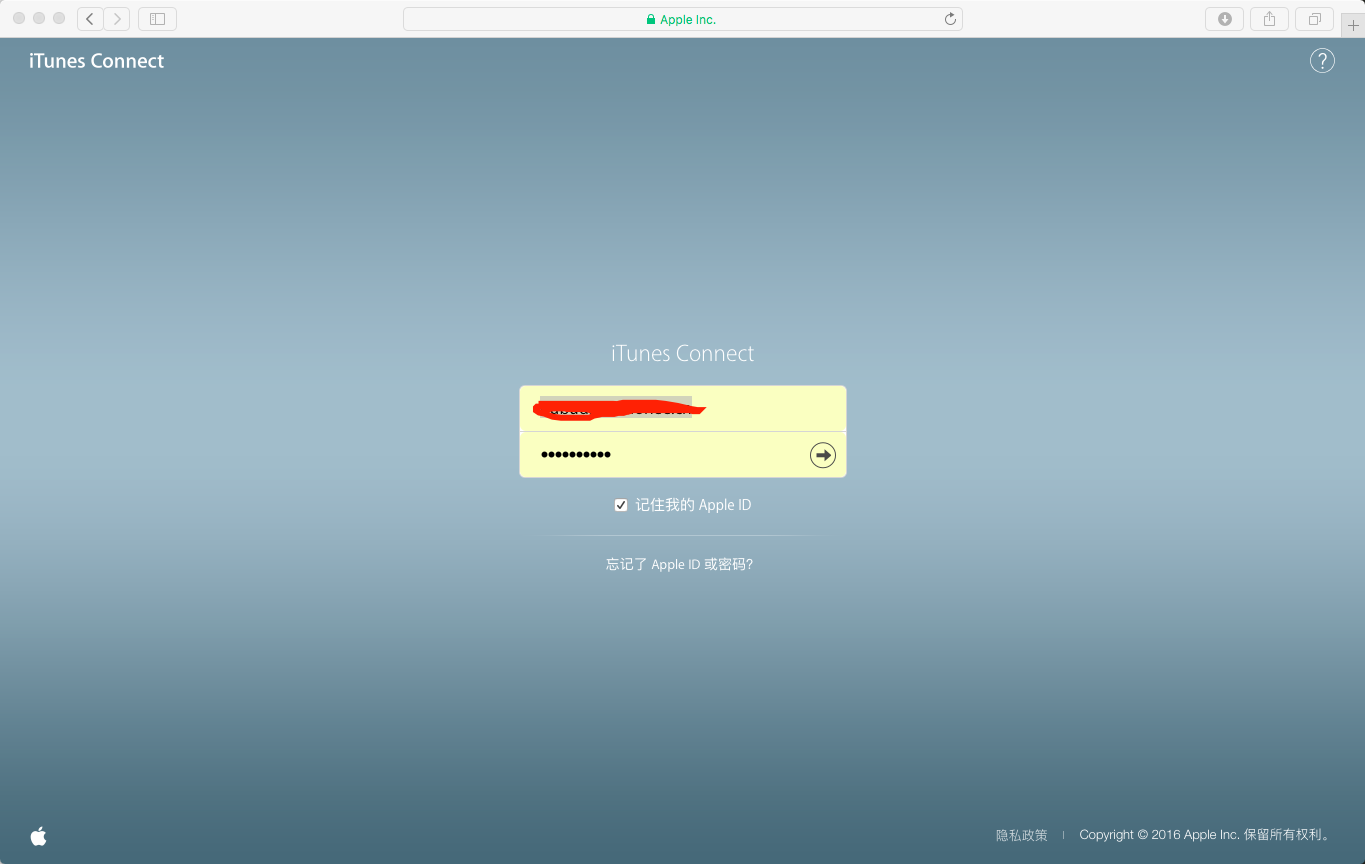 Apple Inc.
iTunes Connect
?
iTunes Connect
记住我的 Apple ID
忘记了 Apple ID 或密码?
隐私政策 | Copyright © 2016 Apple Inc. 保留所有权利。